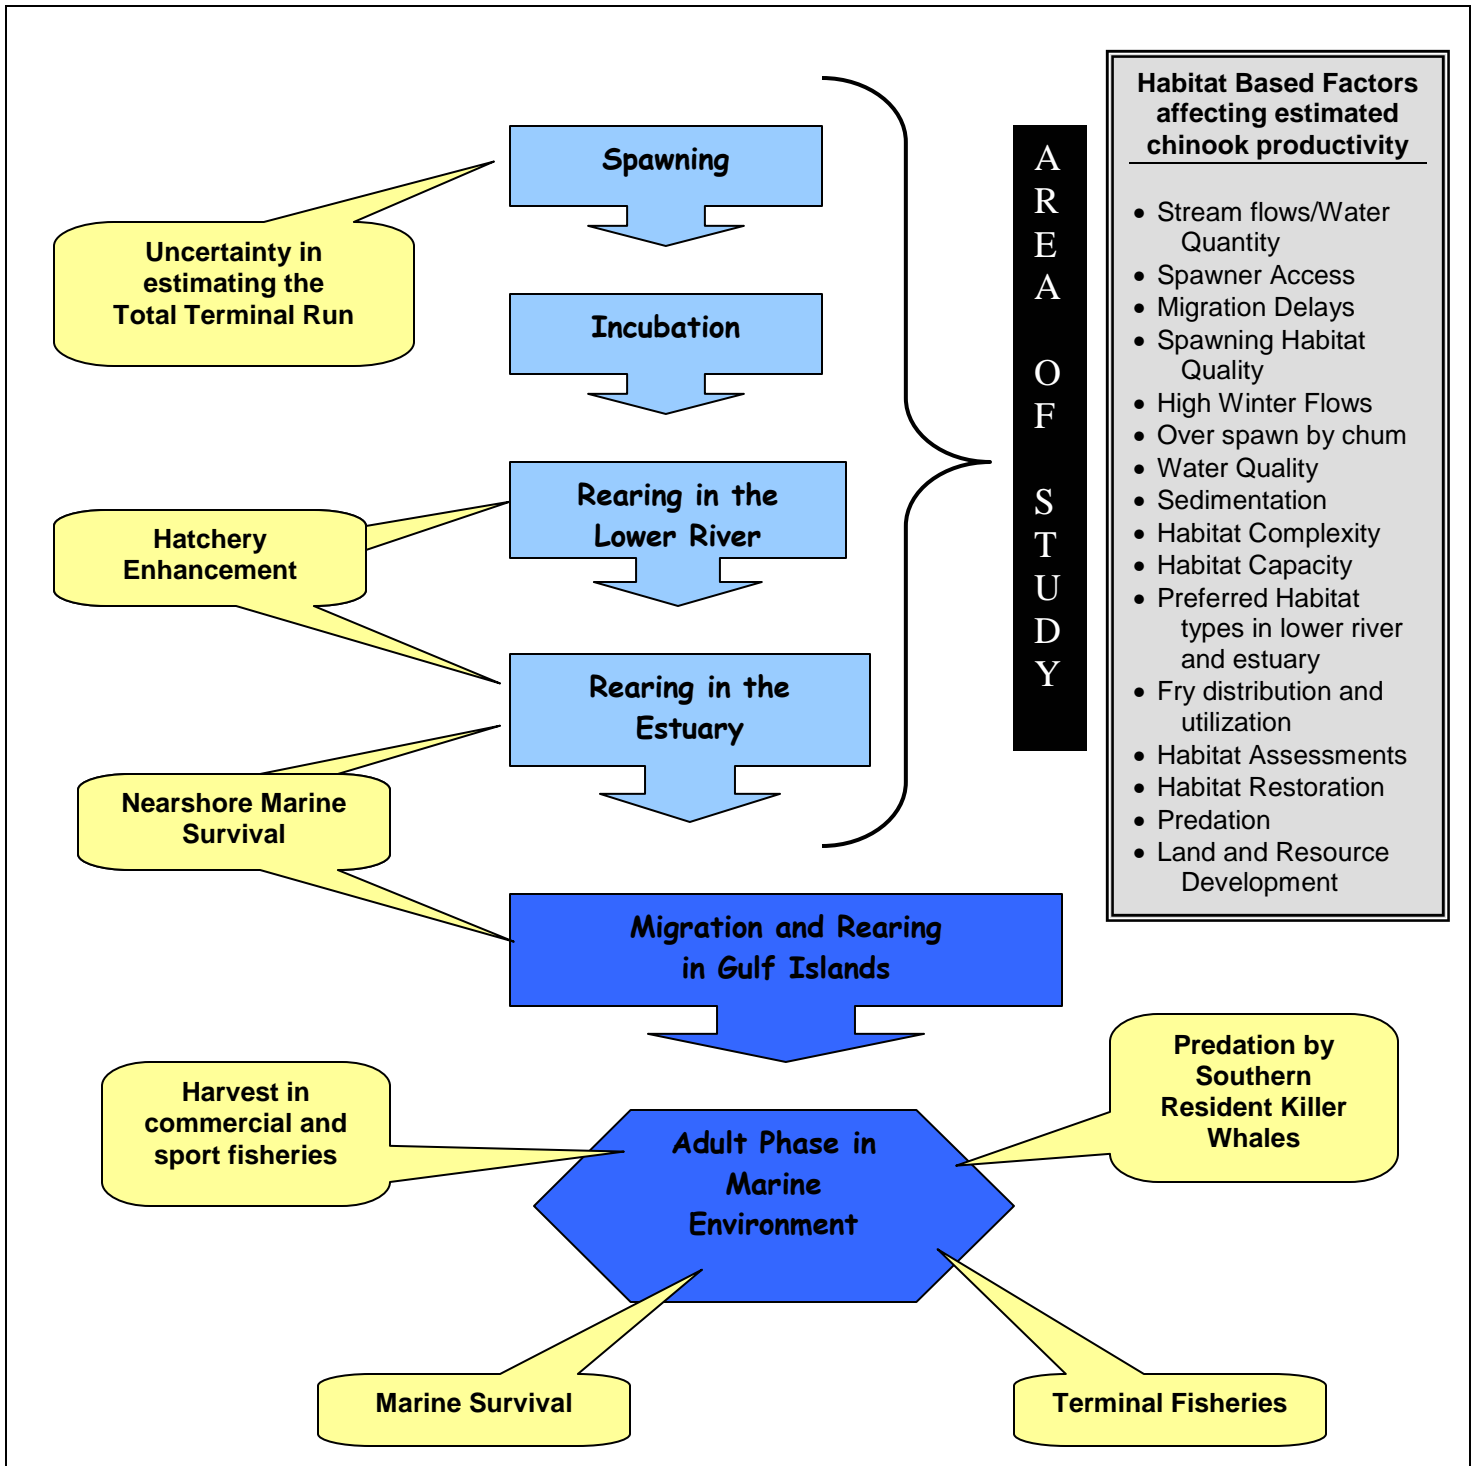 Spawning
Uncertainty in
estimating the
Total Terminal Run
Incubation
Rearing in the
Lower River
Hatchery
Enhancement
Rearing in the
Estuary
Nearshore Marine
Survival
Migration and Rearing
in Gulf Islands
Harvest in
commercial and
sport fisheries
Adult Phase in
Marine
Environment
Predation by
Southern
Resident Killer
Whales
Marine Survival
Terminal Fisheries
AREA OF STUDY
Habitat Based Factors
affecting estimated
chinook productivity
• Stream flows/Water
Quantity
• Spawner Access
• Migration Delays
• Spawning Habitat
Quality
• High Winter Flows
• Over spawn by chum
• Water Quality
• Sedimentation
• Habitat Complexity
• Habitat Capacity
• Preferred Habitat
types in lower river
and estuary
• Fry distribution and
utilization
• Habitat Assessments
• Habitat Restoration
• Predation
• Land and Resource
Development